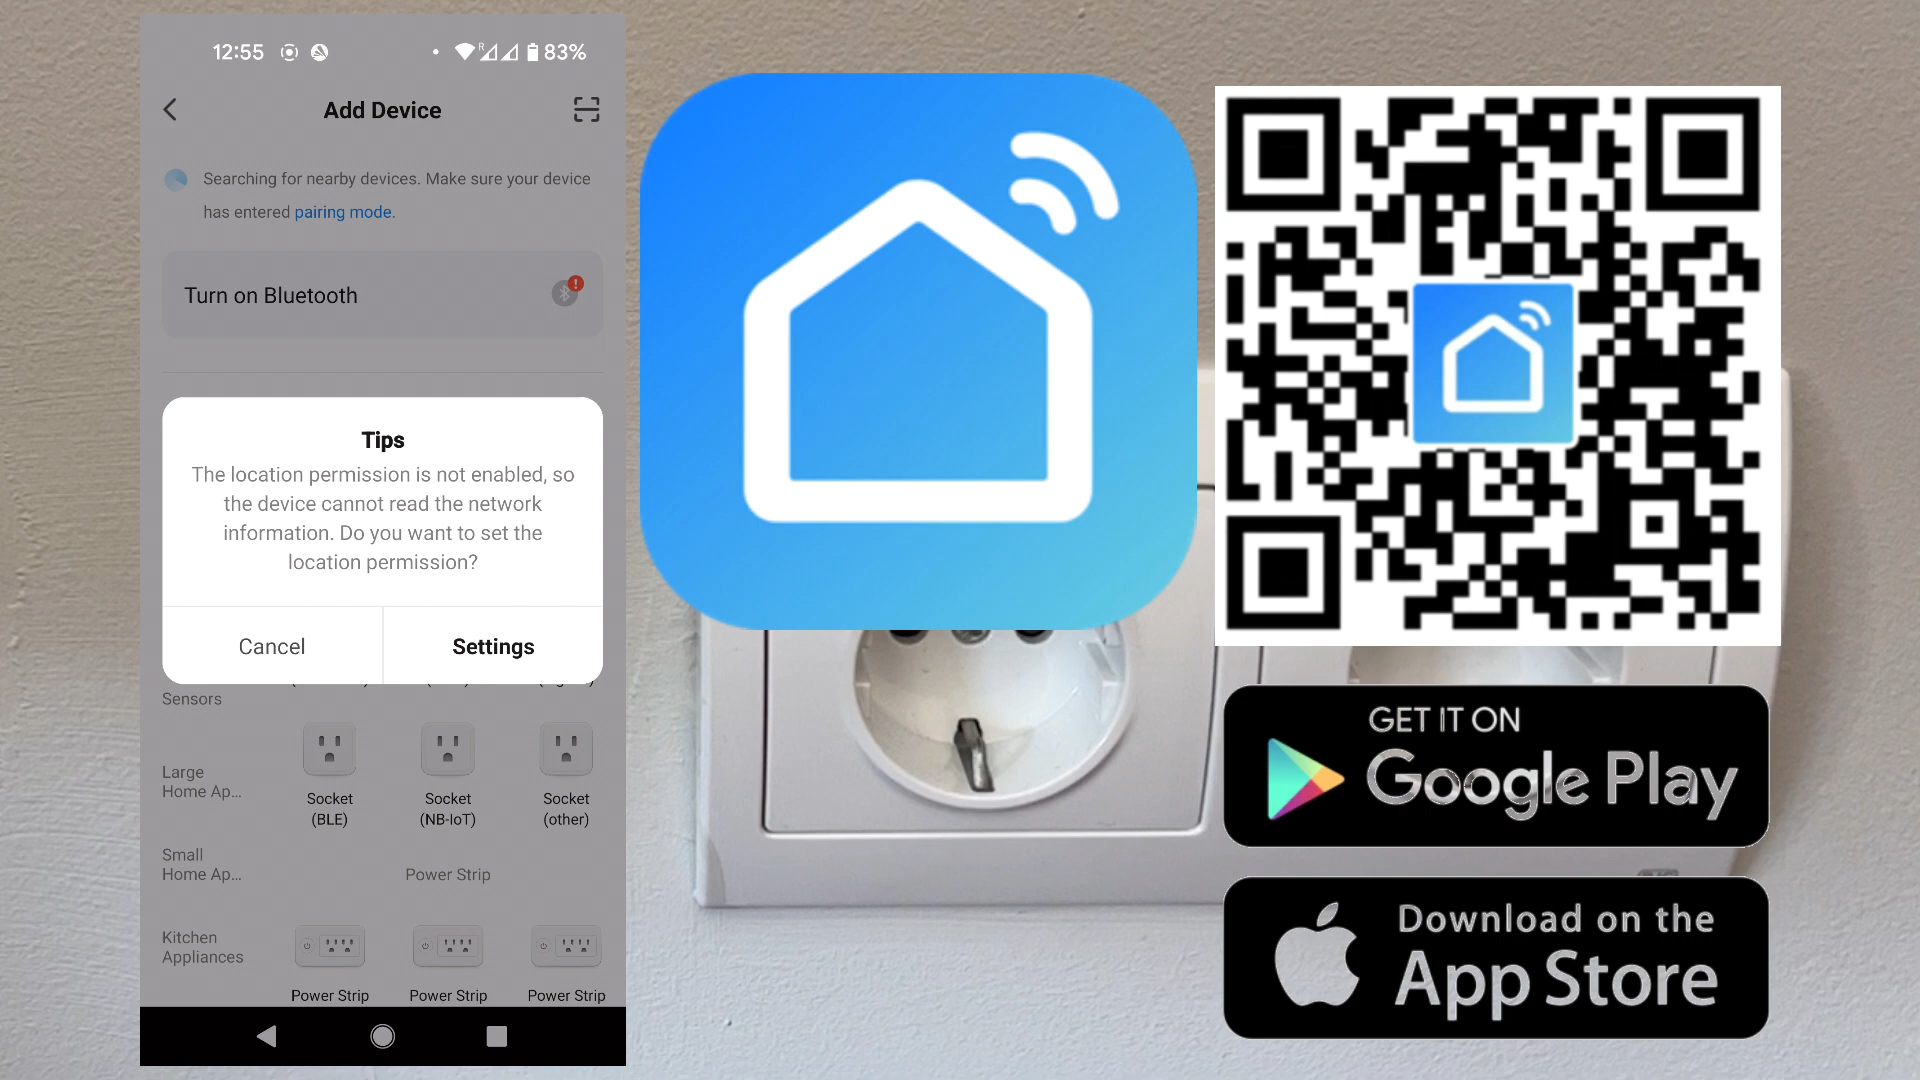 12:55
R
83%
Add Device
Searching for nearby devices. Make sure your device
has entered pairing mode.
Turn on Bluetooth
!
Tips
The location permission is not enabled, so
the device cannot read the network
information. Do you want to set the
location permission?
Cancel
Settings
Sensors
Large
Home Ap...
Socket
(BLE)
Socket
(NB-IoT)
Socket
(other)
Small
Home Ap...
Power Strip
Kitchen
Appliances
Power Strip
Power Strip
Power Strip
GET IT ON
Google Play
Download on the
App Store